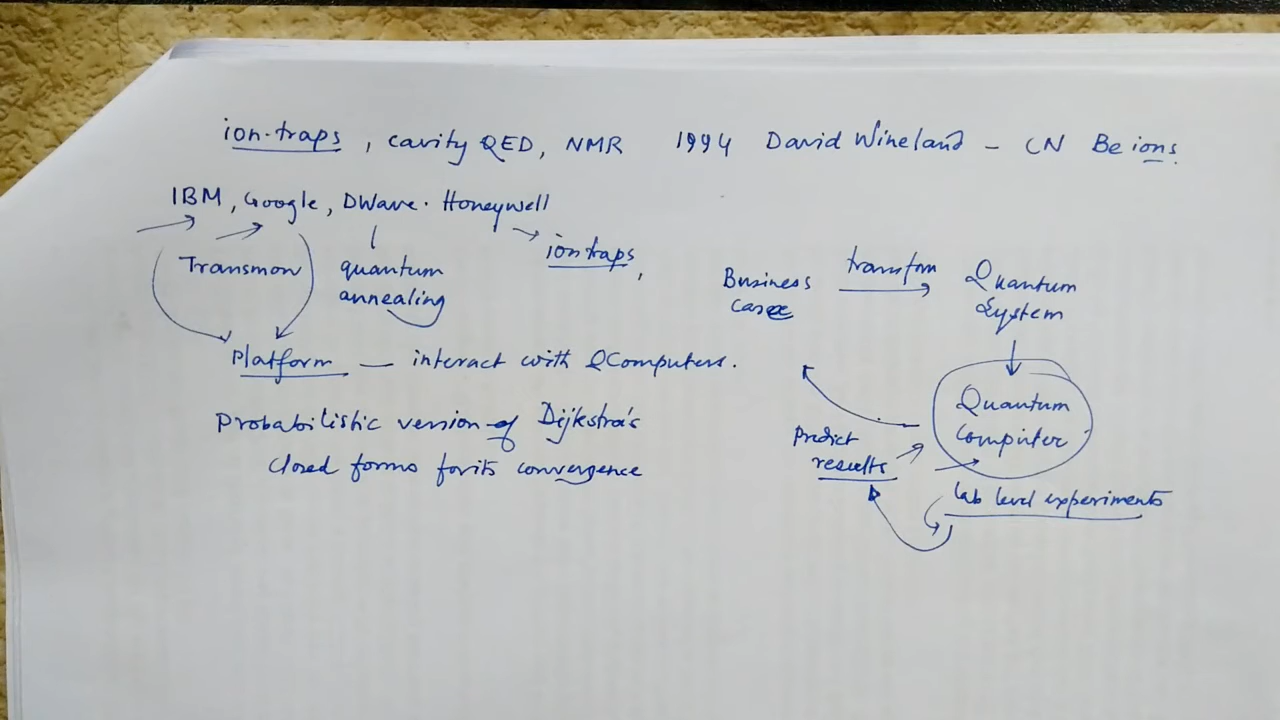 ion-traps, cavity QED, NMR 1994 David Wineland - CN Be ions.
IBM, Google, DWave. Honeywell
ion traps,
Transmon
quantum
annealing
Platform — interact with QComputers.
Probabilistic version of Dijkstra's
closed forms for its convergence
Business
case
transfm
Quantum
System
Quantum
Computer
Predict
results
lab level experiments